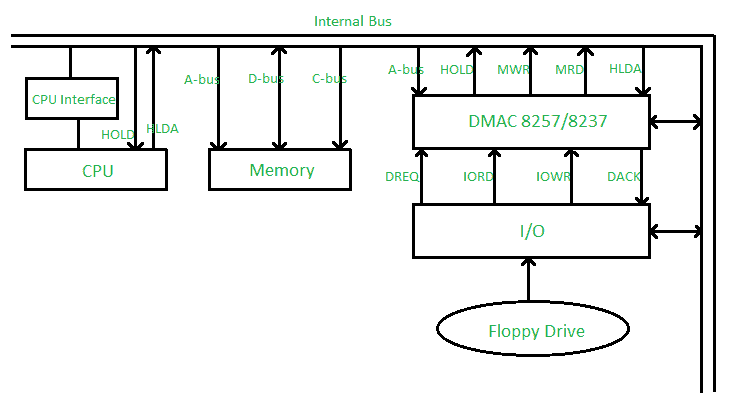 Internal Bus
A-bus
D-bus
C-bus
A-bus
HOLD
MWR
MRD
HLDA
CPU Interface
DMAC 8257/8237
HOLD
HLDA
CPU
Memory
DREQ
IORD
IOWR
DACK
I/O
Floppy Drive